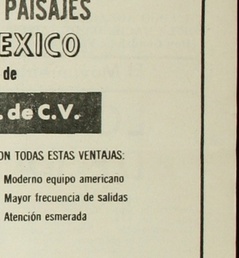 PAISAJES
EXICO
de
. de C.V.
ON TODAS ESTAS VENTAJAS:
Moderno equipo americano
Mayor frecuencia de salidas
Atención esmerada